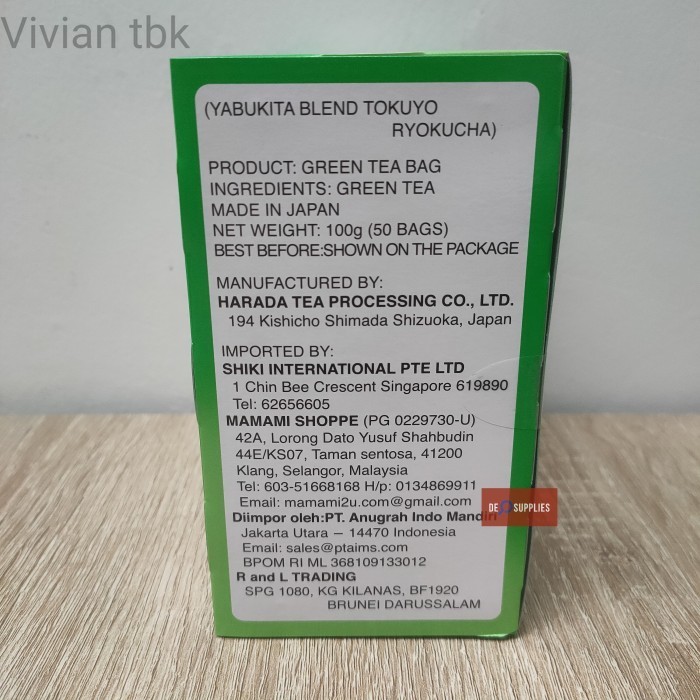 Vivian tbk
(YABUKITA BLEND TOKUYO
RYOKUCHA)
PRODUCT: GREEN TEA BAG
INGREDIENTS: GREEN TEA
MADE IN JAPAN
NET WEIGHT: 100g (50 BAGS)
BEST BEFORE:SHOWN ON THE PACKAGE
MANUFACTURED BY:
HARADA TEA PROCESSING CO., LTD.
194 Kishicho Shimada Shizuoka, Japan
IMPORTED BY:
SHIKI INTERNATIONAL PTE LTD
1 Chin Bee Crescent Singapore 619890
Tel: 62656605
MAMAMI SHOPPE (PG 0229730-U)
42A, Lorong Dato Yusuf Shahbudin
44E/KS07, Taman sentosa, 41200
Klang, Selangor, Malaysia
Tel: 603-51668168 H/p: 0134869911
Email: mamami2u.com@gmail.com
DE SUPPLIES
Diimpor oleh:PT. Anugrah Indo Mandiri
Jakarta Utara – 14470 Indonesia
Email: sales@ptaims.com
BPOM RI ML 368109133012
R and L TRADING
SPG 1080, KG KILANAS, BF1920
BRUNEI DARUSSALAM